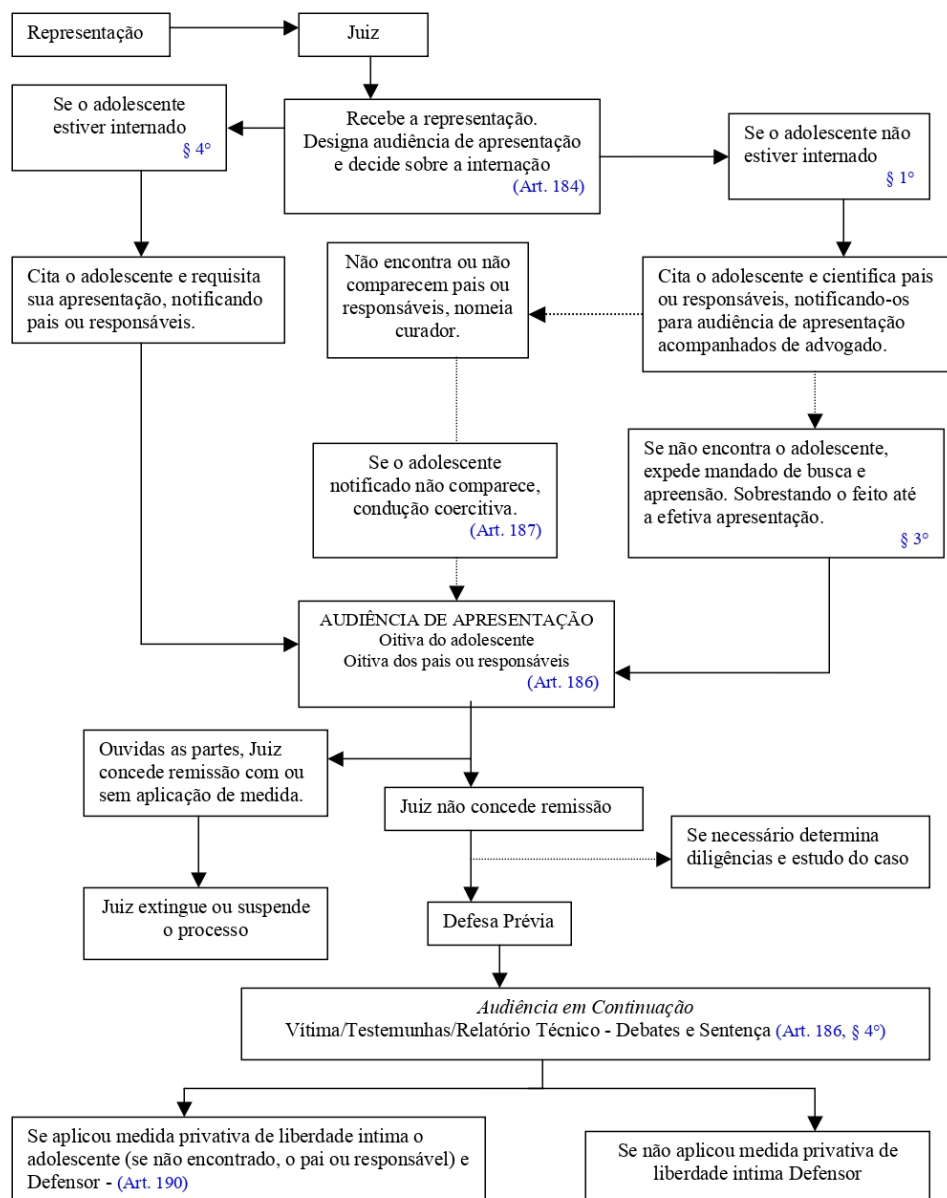 Representação
Juiz
Se o adolescente
estiver internado
§ 4°
Recebe a representação.
Designa audiência de apresentação
e decide sobre a internação
(Art. 184)
Se o adolescente não
estiver internado
§ 1°
Cita o adolescente e requisita
sua apresentação, notificando
pais ou responsáveis.
Não encontra ou não
comparecem pais ou
responsáveis, nomeia
curador.
Cita o adolescente e cientifica pais
ou responsáveis, notificando-os
para audiência de apresentação
acompanhados de advogado.
Se o adolescente
notificado não comparece,
condução coercitiva.
(Art. 187)
Se não encontra o adolescente,
expede mandado de busca e
apreensão. Sobrestando o feito até
a efetiva apresentação.
§ 3°
AUDIÊNCIA DE APRESENTAÇÃO
Oitiva do adolescente
Oitiva dos pais ou responsáveis
(Art. 186)
Ouvidas as partes, Juiz
concede remissão com ou
sem aplicação de medida.
Juiz não concede remissão
Se necessário determina
diligências e estudo do caso
Juiz extingue ou suspende
o processo
Defesa Prévia
Audiência em Continuação
Vítima/Testemunhas/Relatório Técnico - Debates e Sentença (Art. 186, § 4°)
Se aplicou medida privativa de liberdade intima o
adolescente (se não encontrado, o pai ou responsável) e
Defensor - (Art. 190)
Se não aplicou medida privativa de
liberdade intima Defensor